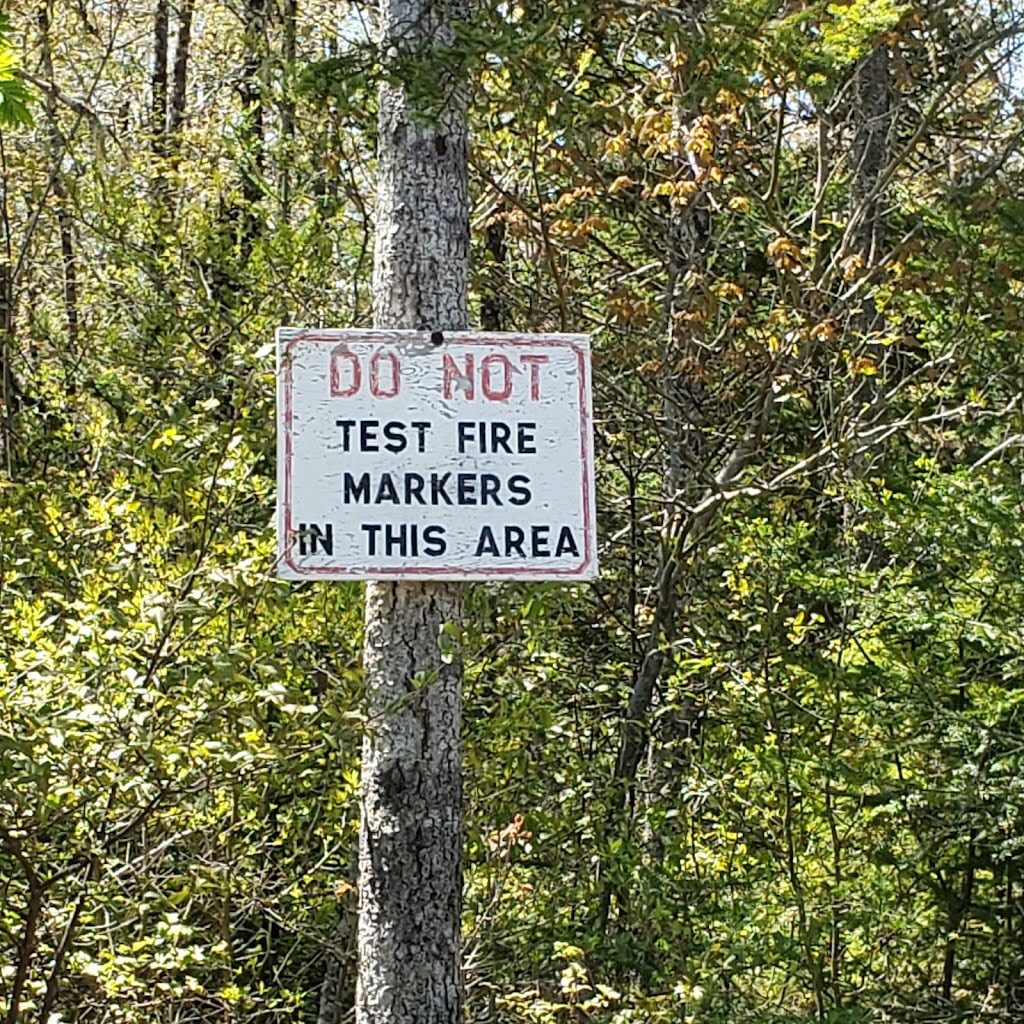 DO NOT
TEST FIRE
MARKERS
IN THIS AREA